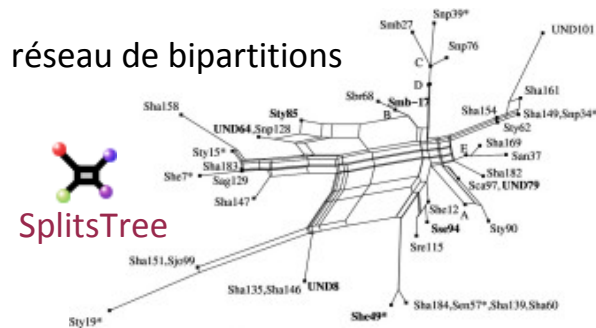 réseau de bipartitions
SplitsTree
Snp39*
Smb27
UND101
Snp76
C
D
Sbr68
Smb-17
B
Sha161
Sha158
Sty85
Sha154
Sha149,Snp34*
Sty62
UND64,Snp128
Sha169
Sty15*
E
San37
Sha183
She7*
Sag129
Sha182
Sca97,UND79
Sha147
She12
A
Sse94
Sty90
Sre115
Sha151,Sjo99
Sha135,Sha146
UND8
Sha184,Sen57*,Sha139,Sha60
She49*
Sty19*